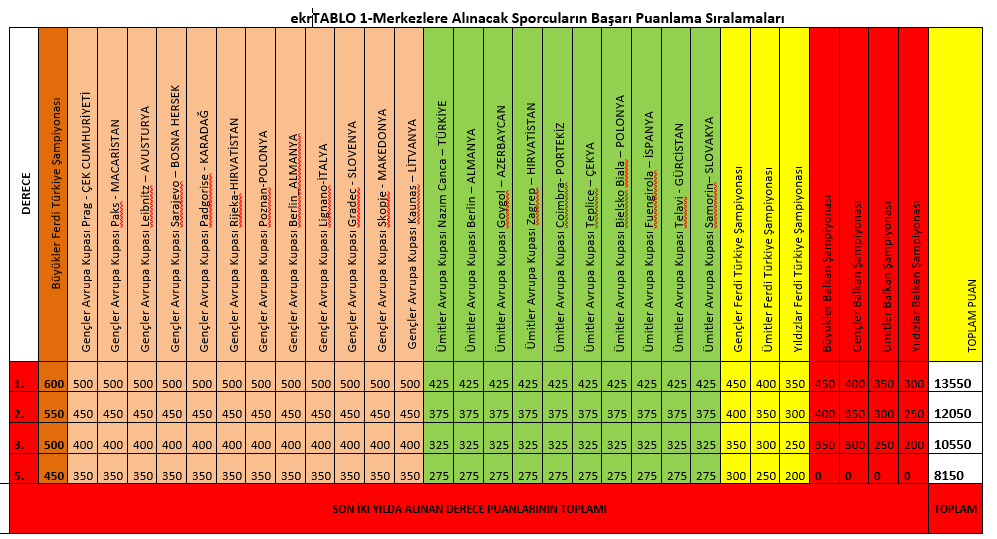 ekrTABLO 1-Merkezlere Alınacak Sporcuların Başarı Puanlama Sıralamaları
DERECE
Büyükler Ferdi Türkiye Şampiyonası
Gençler Avrupa Kupası Prag - ÇEK CUMHURİYETİ
Gençler Avrupa Kupası Paks - MACARİSTAN
Gençler Avrupa Kupası Leibnitz – AVUSTURYA
Gençler Avrupa Kupası Sarajevo – BOSNA HERSEK
Gençler Avrupa Kupası Padgorise - KARADAĞ
Gençler Avrupa Kupası Rijeka-HIRVATİSTAN
Gençler Avrupa Kupası Poznan-POLONYA
Gençler Avrupa Kupası Berlin–ALMANYA
Gençler Avrupa Kupası Lignano-İTALYA
Gençler Avrupa Kupası Gradec - SLOVENYA
Gençler Avrupa Kupası Skopje - MAKEDONYA
Gençler Avrupa Kupası Kaunas – LİTVANYA
Ümitler Avrupa Kupası Nazım Canca – TÜRKİYE
Ümitler Avrupa Kupası Berlin – ALMANYA
Ümitler Avrupa Kupası Goygol – AZERBAYCAN
Ümitler Avrupa Kupası Zagrep – HIRVATİSTAN
Ümitler Avrupa Kupası Coimbra- PORTEKİZ
Ümitler Avrupa Kupası Teplice – ÇEKYA
Ümitler Avrupa Kupası Bielsko Biala – POLONYA
Ümitler Avrupa Kupası Fuengirola – İSPANYA
Ümitler Avrupa Kupası Telavi - GÜRCİSTAN
Ümitler Avrupa Kupası Samorin– SLOVAKYA
Gençler Ferdi Türkiye Şampiyonası
Ümitler Ferdi Türkiye Şampiyonası
Yıldızlar Ferdi Türkiye Şampiyonası
Büyükler Balkan Şampiyonası
Gençler Balkan Şampiyonası
Ümitler Balkan Şampiyonası
Yıldızlar Balkan Şampiyonası
TOPLAM PUAN
1. 600 500 500 500 500 500 500 500 500 500 500 500 500 425 425 425 425 425 425 425 425 425 425 450 400 350 450 400 350 300 13550
2. 550 450 450 450 450 450 450 450 450 450 450 450 450 375 375 375 375 375 375 375 375 375 375 400 350 300 400 350 300 250 12050
3. 500 400 400 400 400 400 400 400 400 400 400 400 400 325 325 325 325 325 325 325 325 325 325 350 300 250 350 300 250 200 10550
5. 450 350 350 350 350 350 350 350 350 350 350 350 350 275 275 275 275 275 275 275 275 275 275 300 250 200 0 0 0 0 8150
SON İKİ YILDA ALINAN DERECE PUANLARININ TOPLAMI TOPLAM